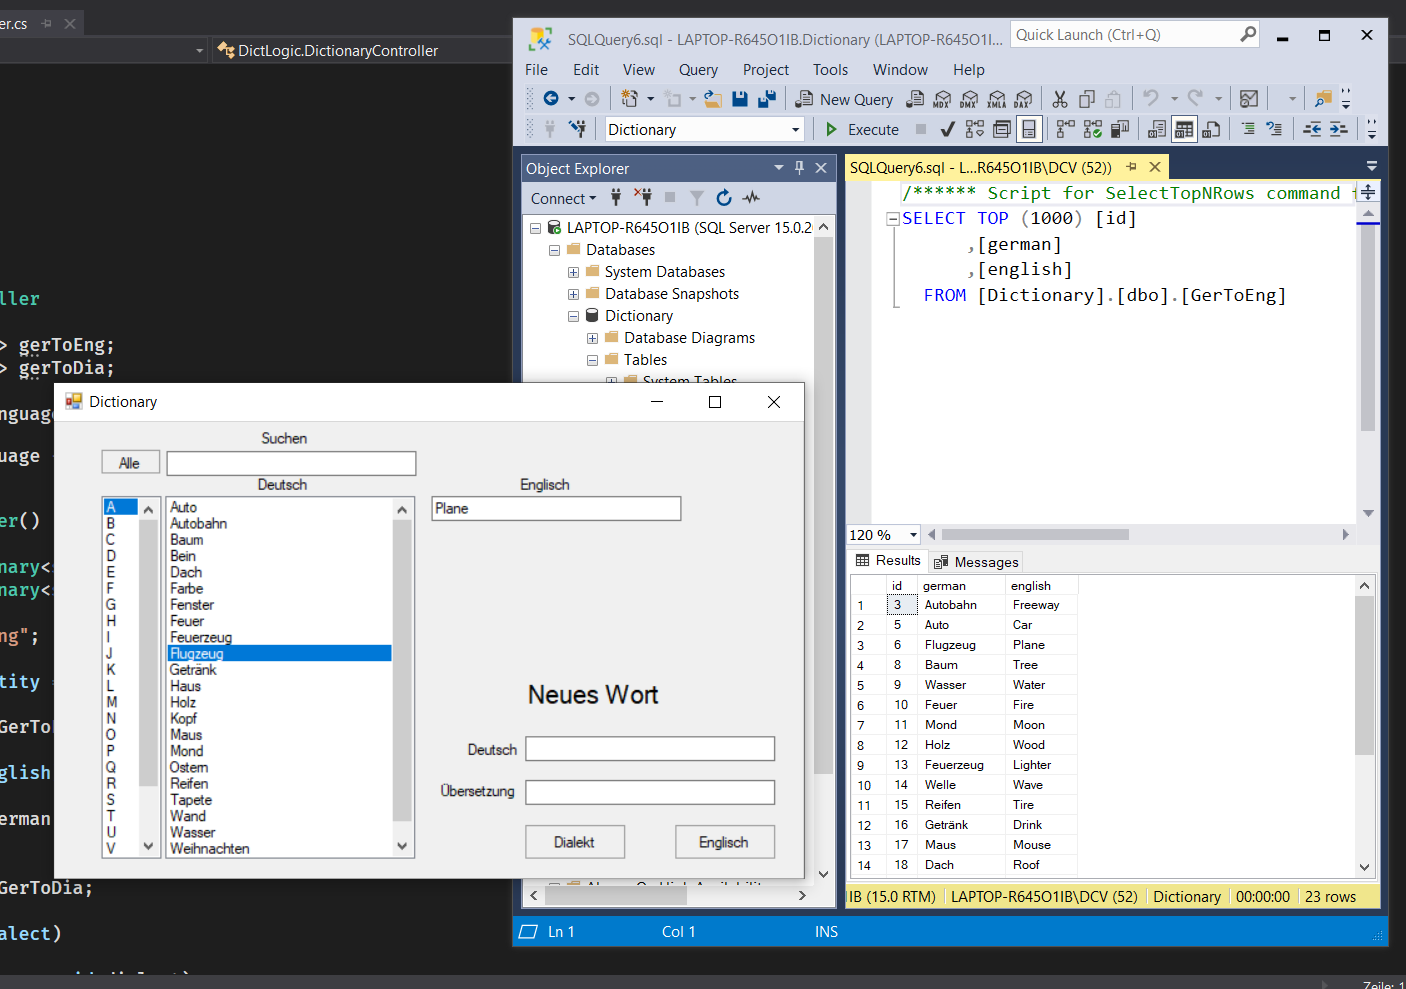 er.cs
DictLogic.DictionaryController
ller
> gerToEng;
> gerToDia;
nguage
uage
er()
nary<
nary<
ng";
tity
GerTo
glish
erman
GerToDia;
alect)
Zeile: 1
SQLQuery6.sql - LAPTOP-R645O1IB.Dictionary (LAPTOP-R645O1I...
Quick Launch (Ctrl+Q)
File Edit View Query Project Tools Window Help
New Query MDX DMX XMLA DAX
Dictionary Execute
Object Explorer
Connect
LAPTOP-R645O1IB (SQL Server 15.0.2
Databases
System Databases
Database Snapshots
Dictionary
Database Diagrams
Tables
System Tables
SQLQuery6.sql - L...R645O1IB\DCV (52))
/****** Script for SelectTopNRows command
SELECT TOP (1000) [id]
,[german]
,[english]
FROM [Dictionary].[dbo].[GerToEng]
120 %
Results Messages
id german english
1 3 Autobahn Freeway
2 5 Auto Car
3 6 Flugzeug Plane
4 8 Baum Tree
5 9 Wasser Water
6 10 Feuer Fire
7 11 Mond Moon
8 12 Holz Wood
9 13 Feuerzeug Lighter
10 14 Welle Wave
11 15 Reifen Tire
12 16 Getränk Drink
13 17 Maus Mouse
14 18 Dach Roof
IB (15.0 RTM) LAPTOP-R645O1IB\DCV (52) Dictionary 00:00:00 23 rows
Ln 1 Col 1 INS
Dictionary
Suchen
Alle
Deutsch
Englisch
Plane
A
B
C
D
E
F
G
H
I
J
K
L
M
N
O
P
Q
R
S
T
U
V
Auto
Autobahn
Baum
Bein
Dach
Farbe
Fenster
Feuer
Feuerzeug
Flugzeug
Getränk
Haus
Holz
Kopf
Maus
Mond
Ostern
Reifen
Tapete
Wand
Wasser
Weihnachten
Neues Wort
Deutsch
Übersetzung
Dialekt Englisch